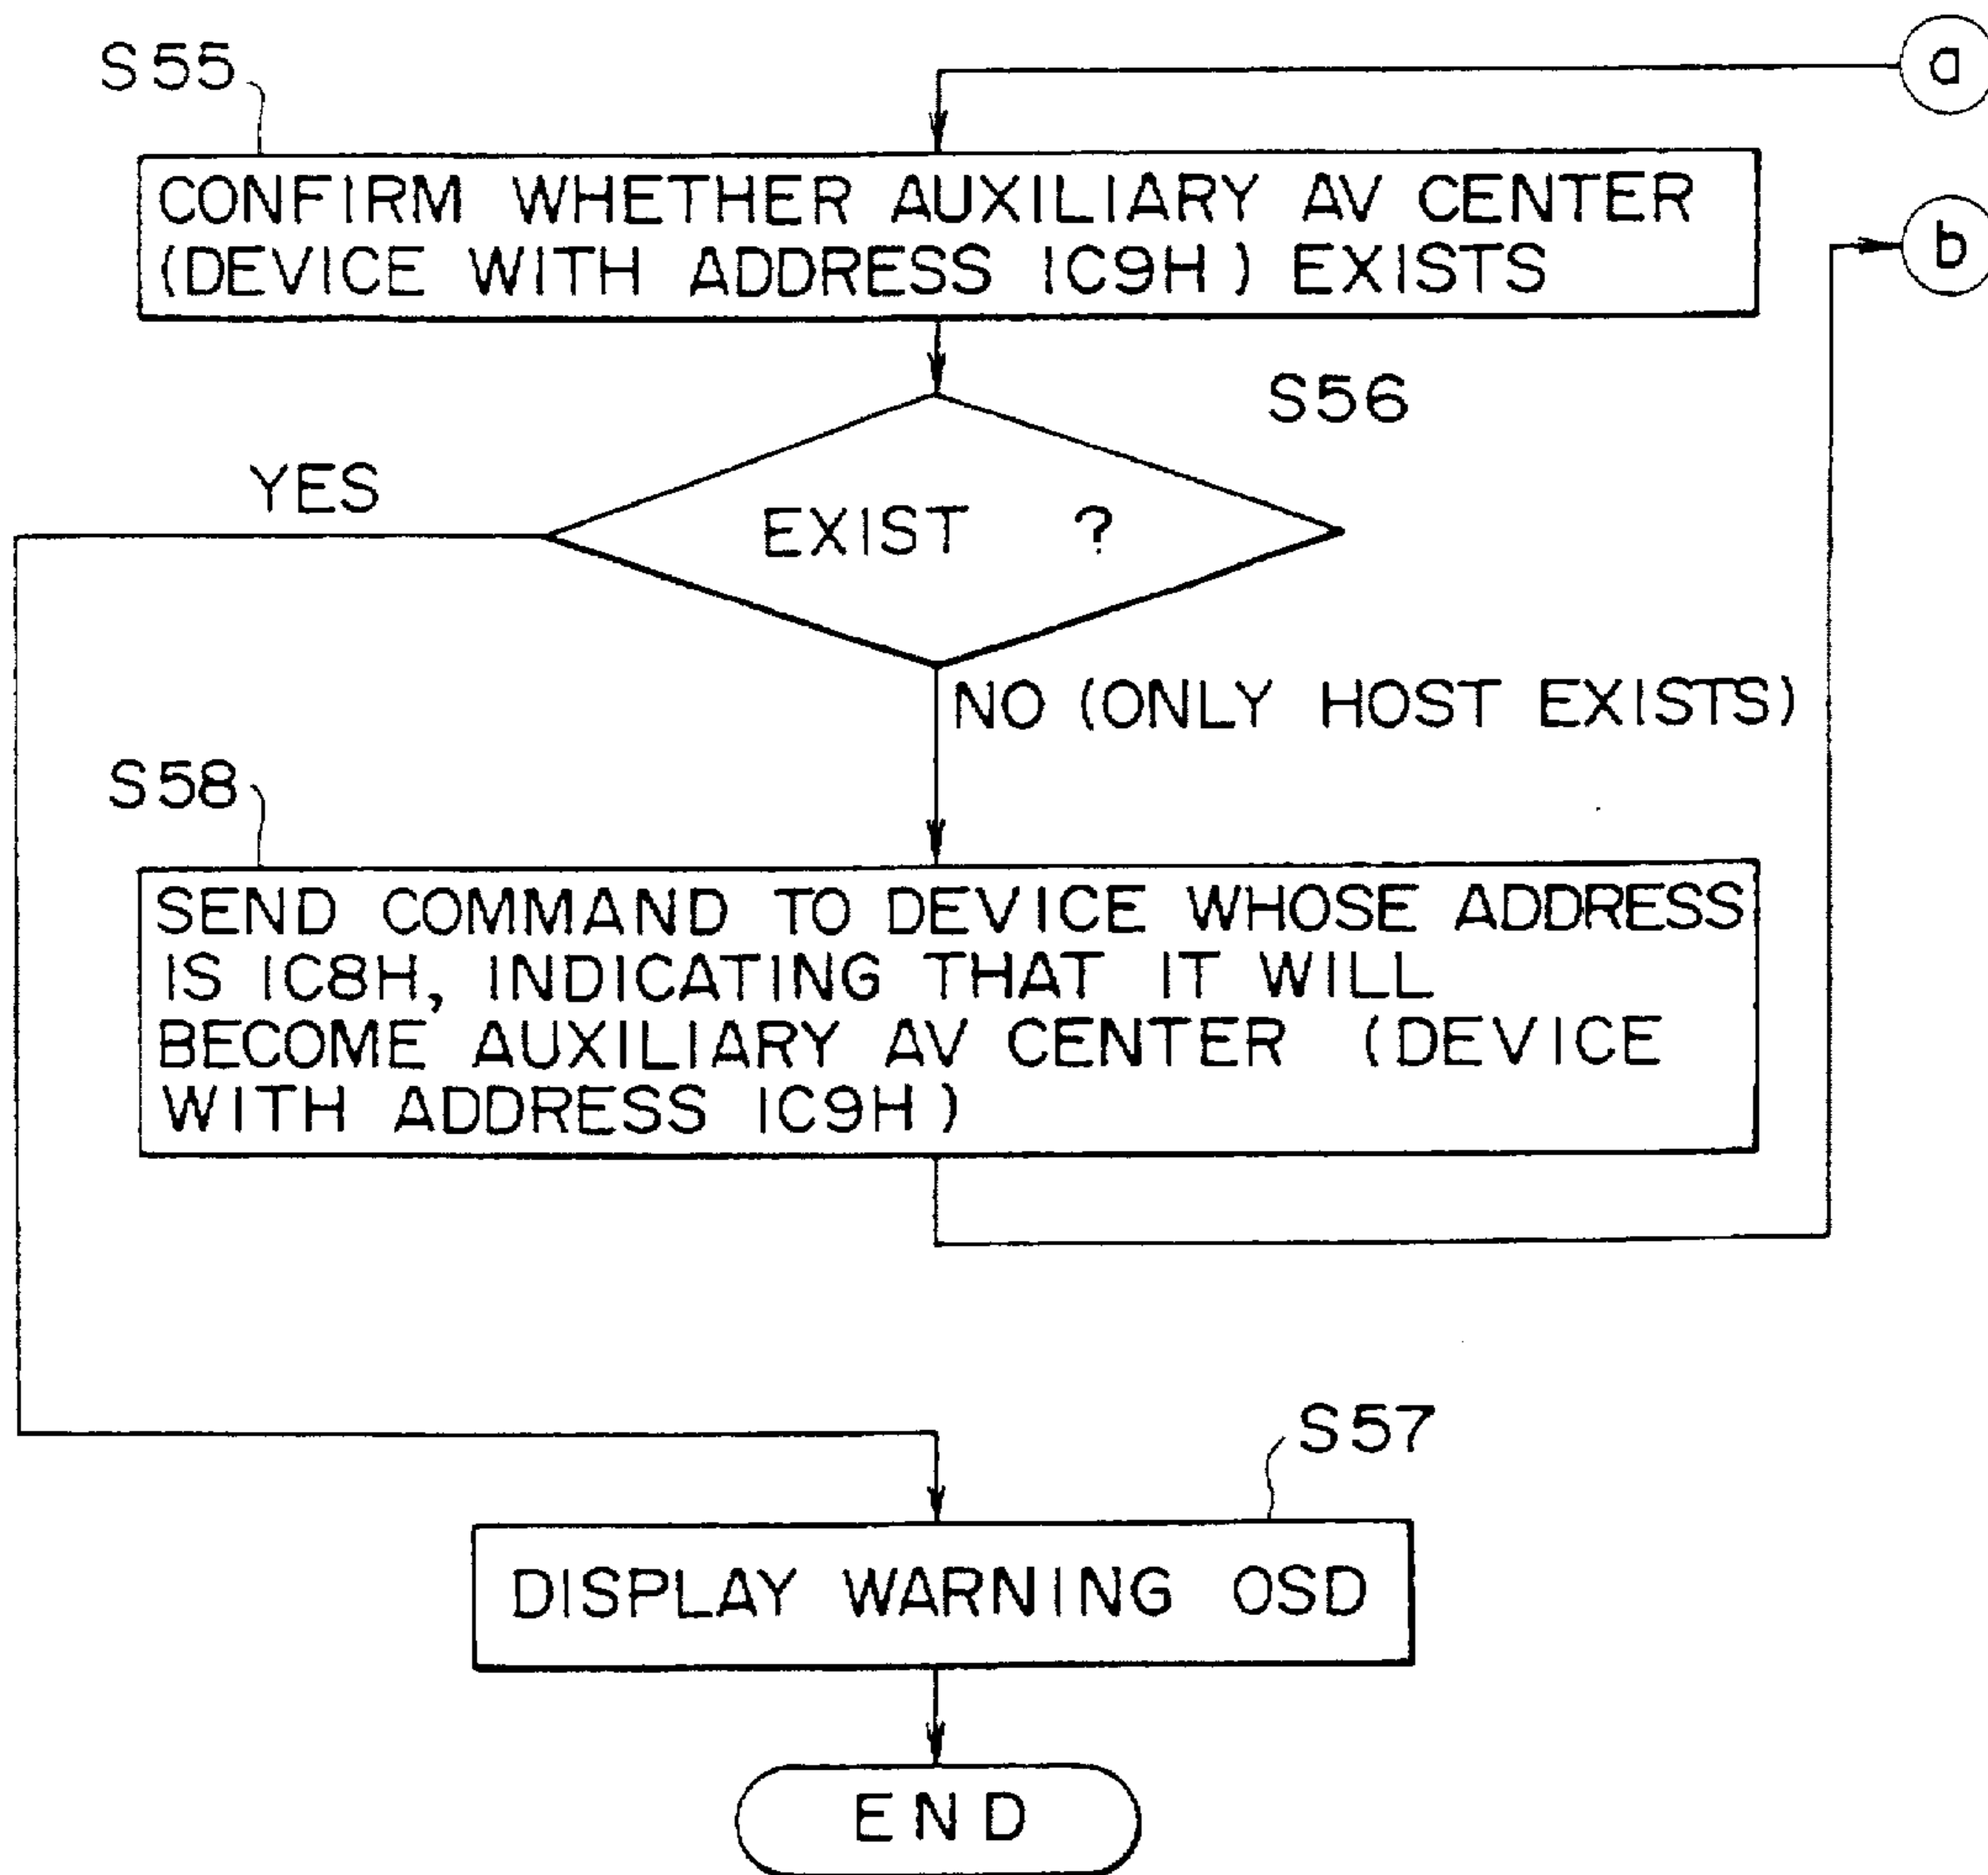 a
S55
CONFIRM WHETHER AUXILIARY AV CENTER
(DEVICE WITH ADDRESS 1C9H) EXISTS
b
S56
YES
EXIST ?
NO (ONLY HOST EXISTS)
S58
SEND COMMAND TO DEVICE WHOSE ADDRESS
IS 1C8H, INDICATING THAT IT WILL
BECOME AUXILIARY AV CENTER (DEVICE
WITH ADDRESS 1C9H)
S57
DISPLAY WARNING OSD
END